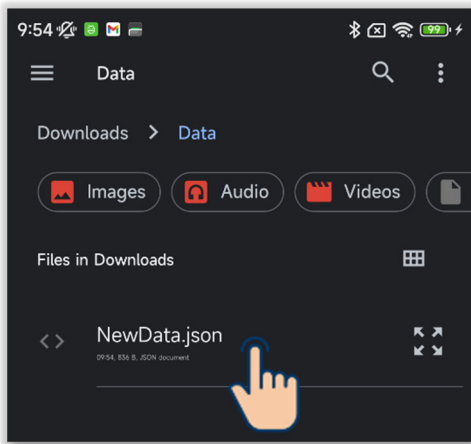 9:54
99
Data
Downloads > Data
Images
Audio
Videos
Files in Downloads
NewData.json
09:54, 836 B, JSON document